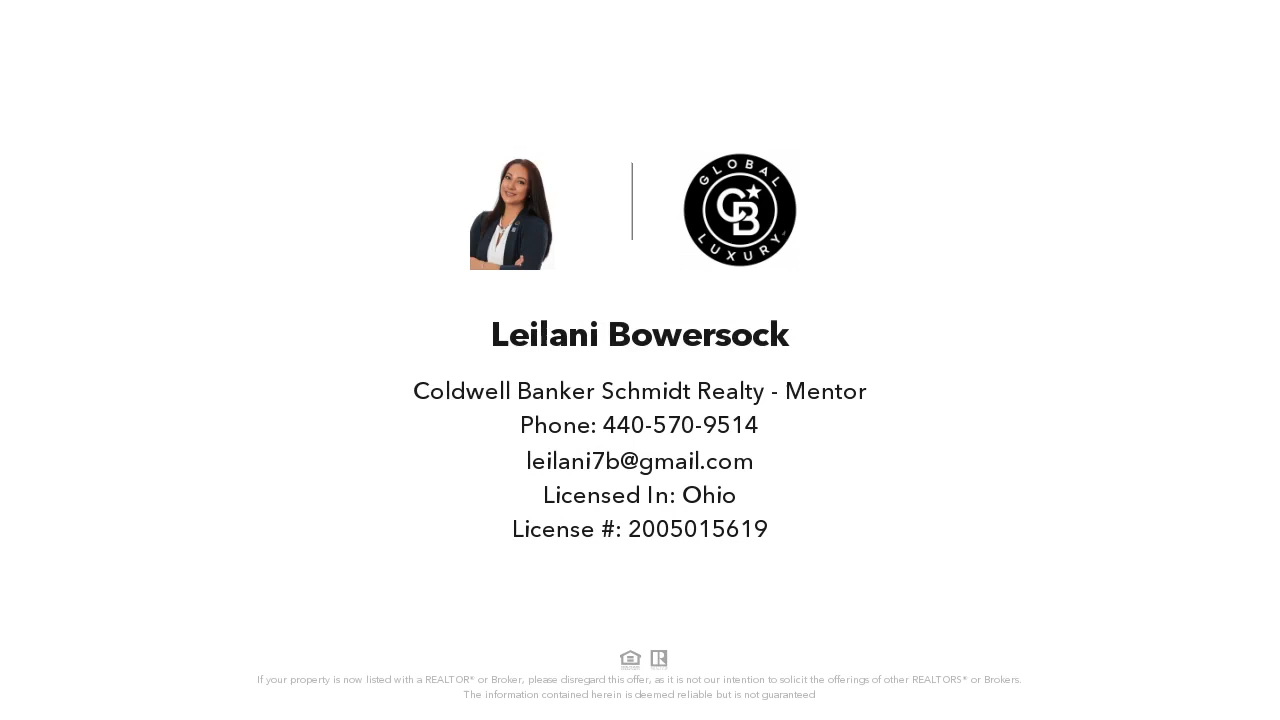 GLOBAL
CB
LUXURY
Leilani Bowersock
Coldwell Banker Schmidt Realty - Mentor
Phone: 440-570-9514
leilani7b@gmail.com
Licensed In: Ohio
License #: 2005015619
If your property is now listed with a REALTOR® or Broker, please disregard this offer, as it is not our intention to solicit the offerings of other REALTORS® or Brokers.
The information contained herein is deemed reliable but is not guaranteed